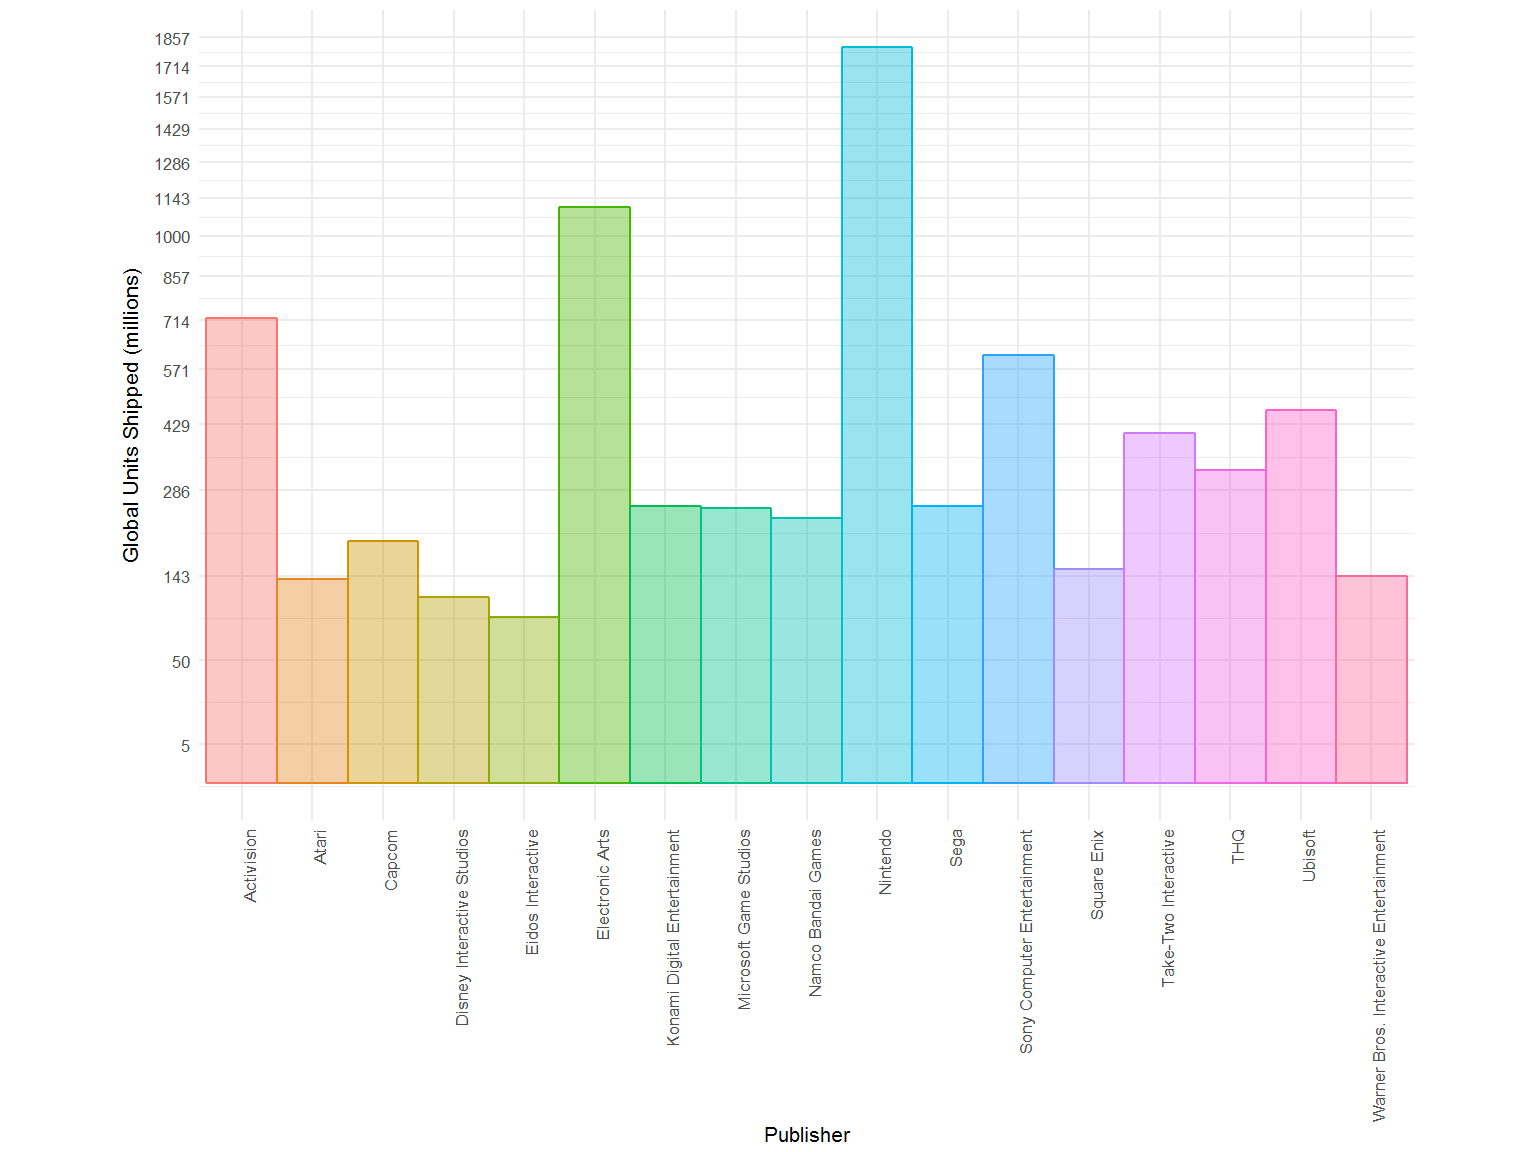 1857
1714
1571
1429
1286
1143
1000
857
714
571
429
286
143
50
5
Global Units Shipped (millions)
Activision
Atari
Capcom
Disney Interactive Studios
Eidos Interactive
Electronic Arts
Konami Digital Entertainment
Microsoft Game Studios
Namco Bandai Games
Nintendo
Sega
Sony Computer Entertainment
Square Enix
Take-Two Interactive
THQ
Ubisoft
Warner Bros. Interactive Entertainment
Publisher